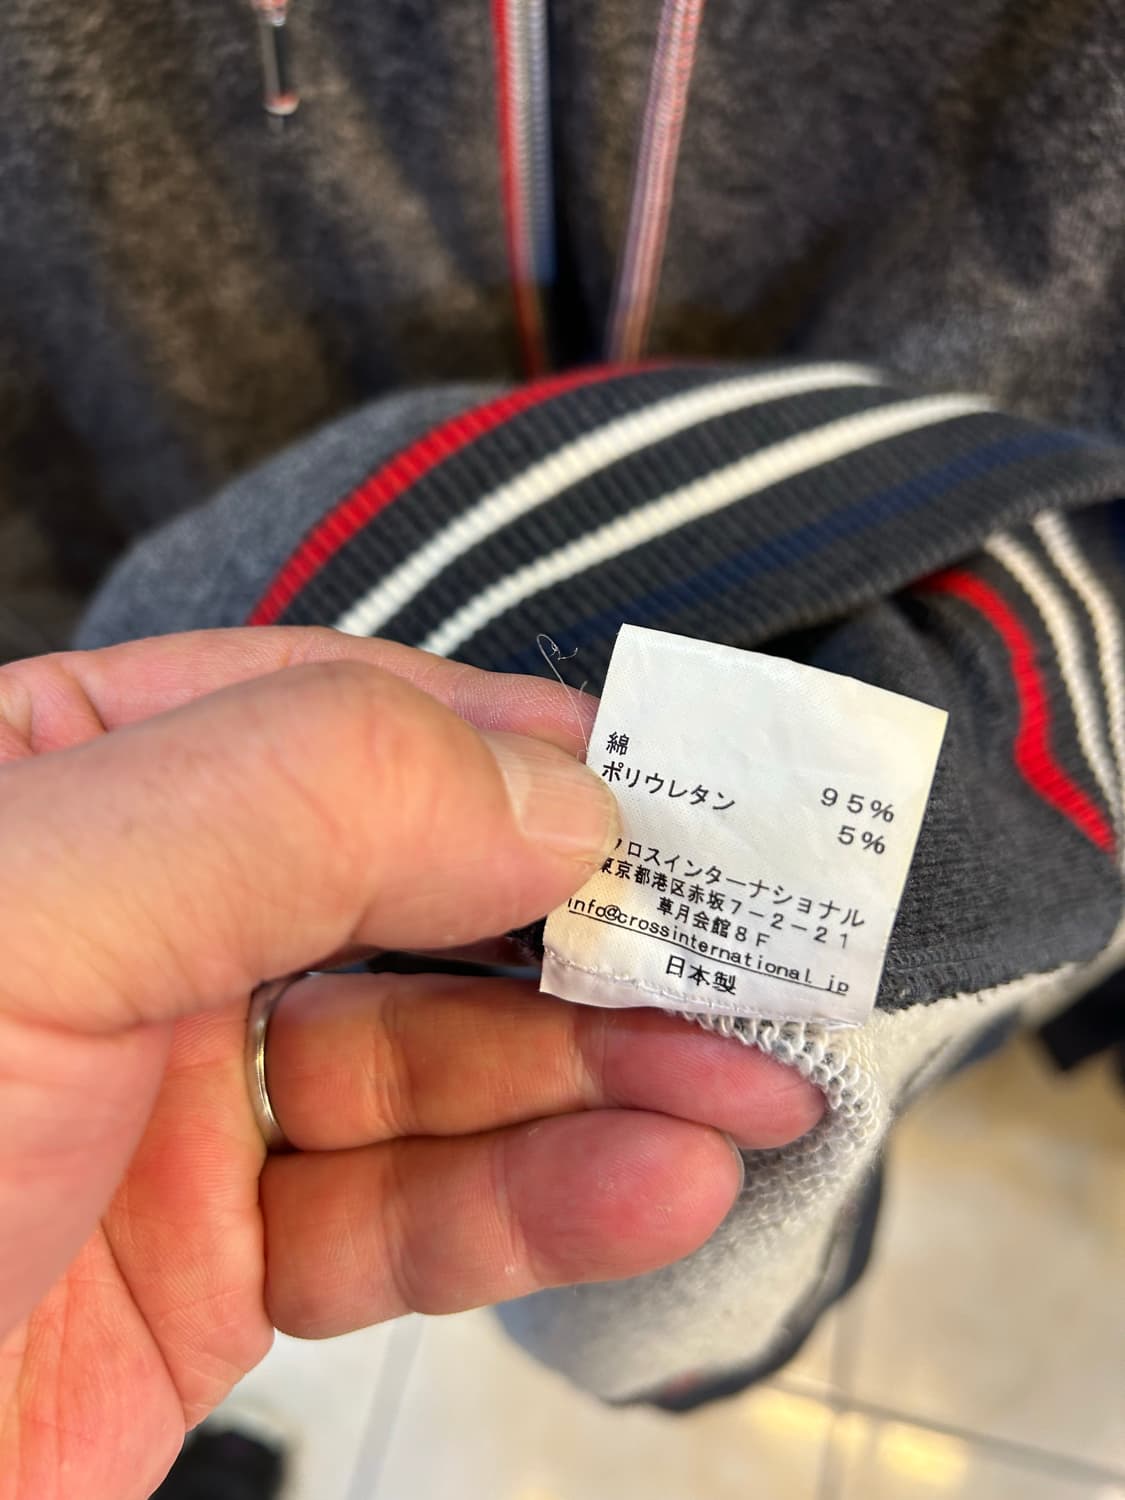 綿 95%
ポリウレタン 5%
クロスインターナショナル
東京都港区赤坂7−2−21
草月会館8F
info@crossinternational.jp
日本製